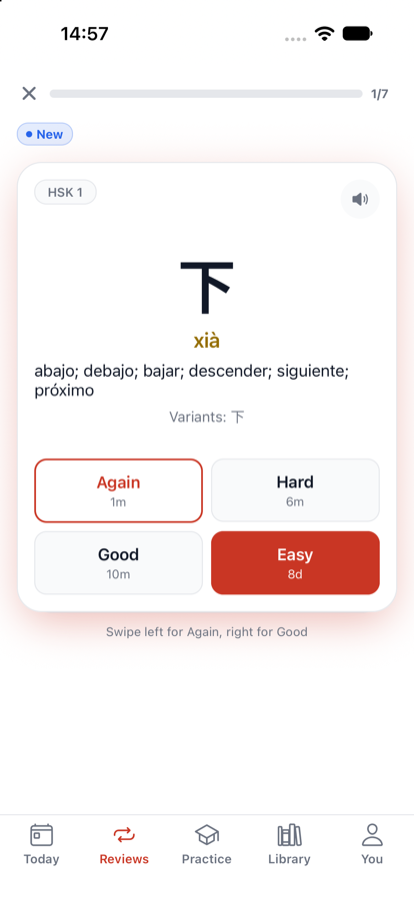 14:57
1/7
New
HSK 1
下
xià
abajo; debajo; bajar; descender; siguiente;
próximo
Variants: 下
Again
1m
Hard
6m
Good
10m
Easy
8d
Swipe left for Again, right for Good
Today
Reviews
Practice
Library
You